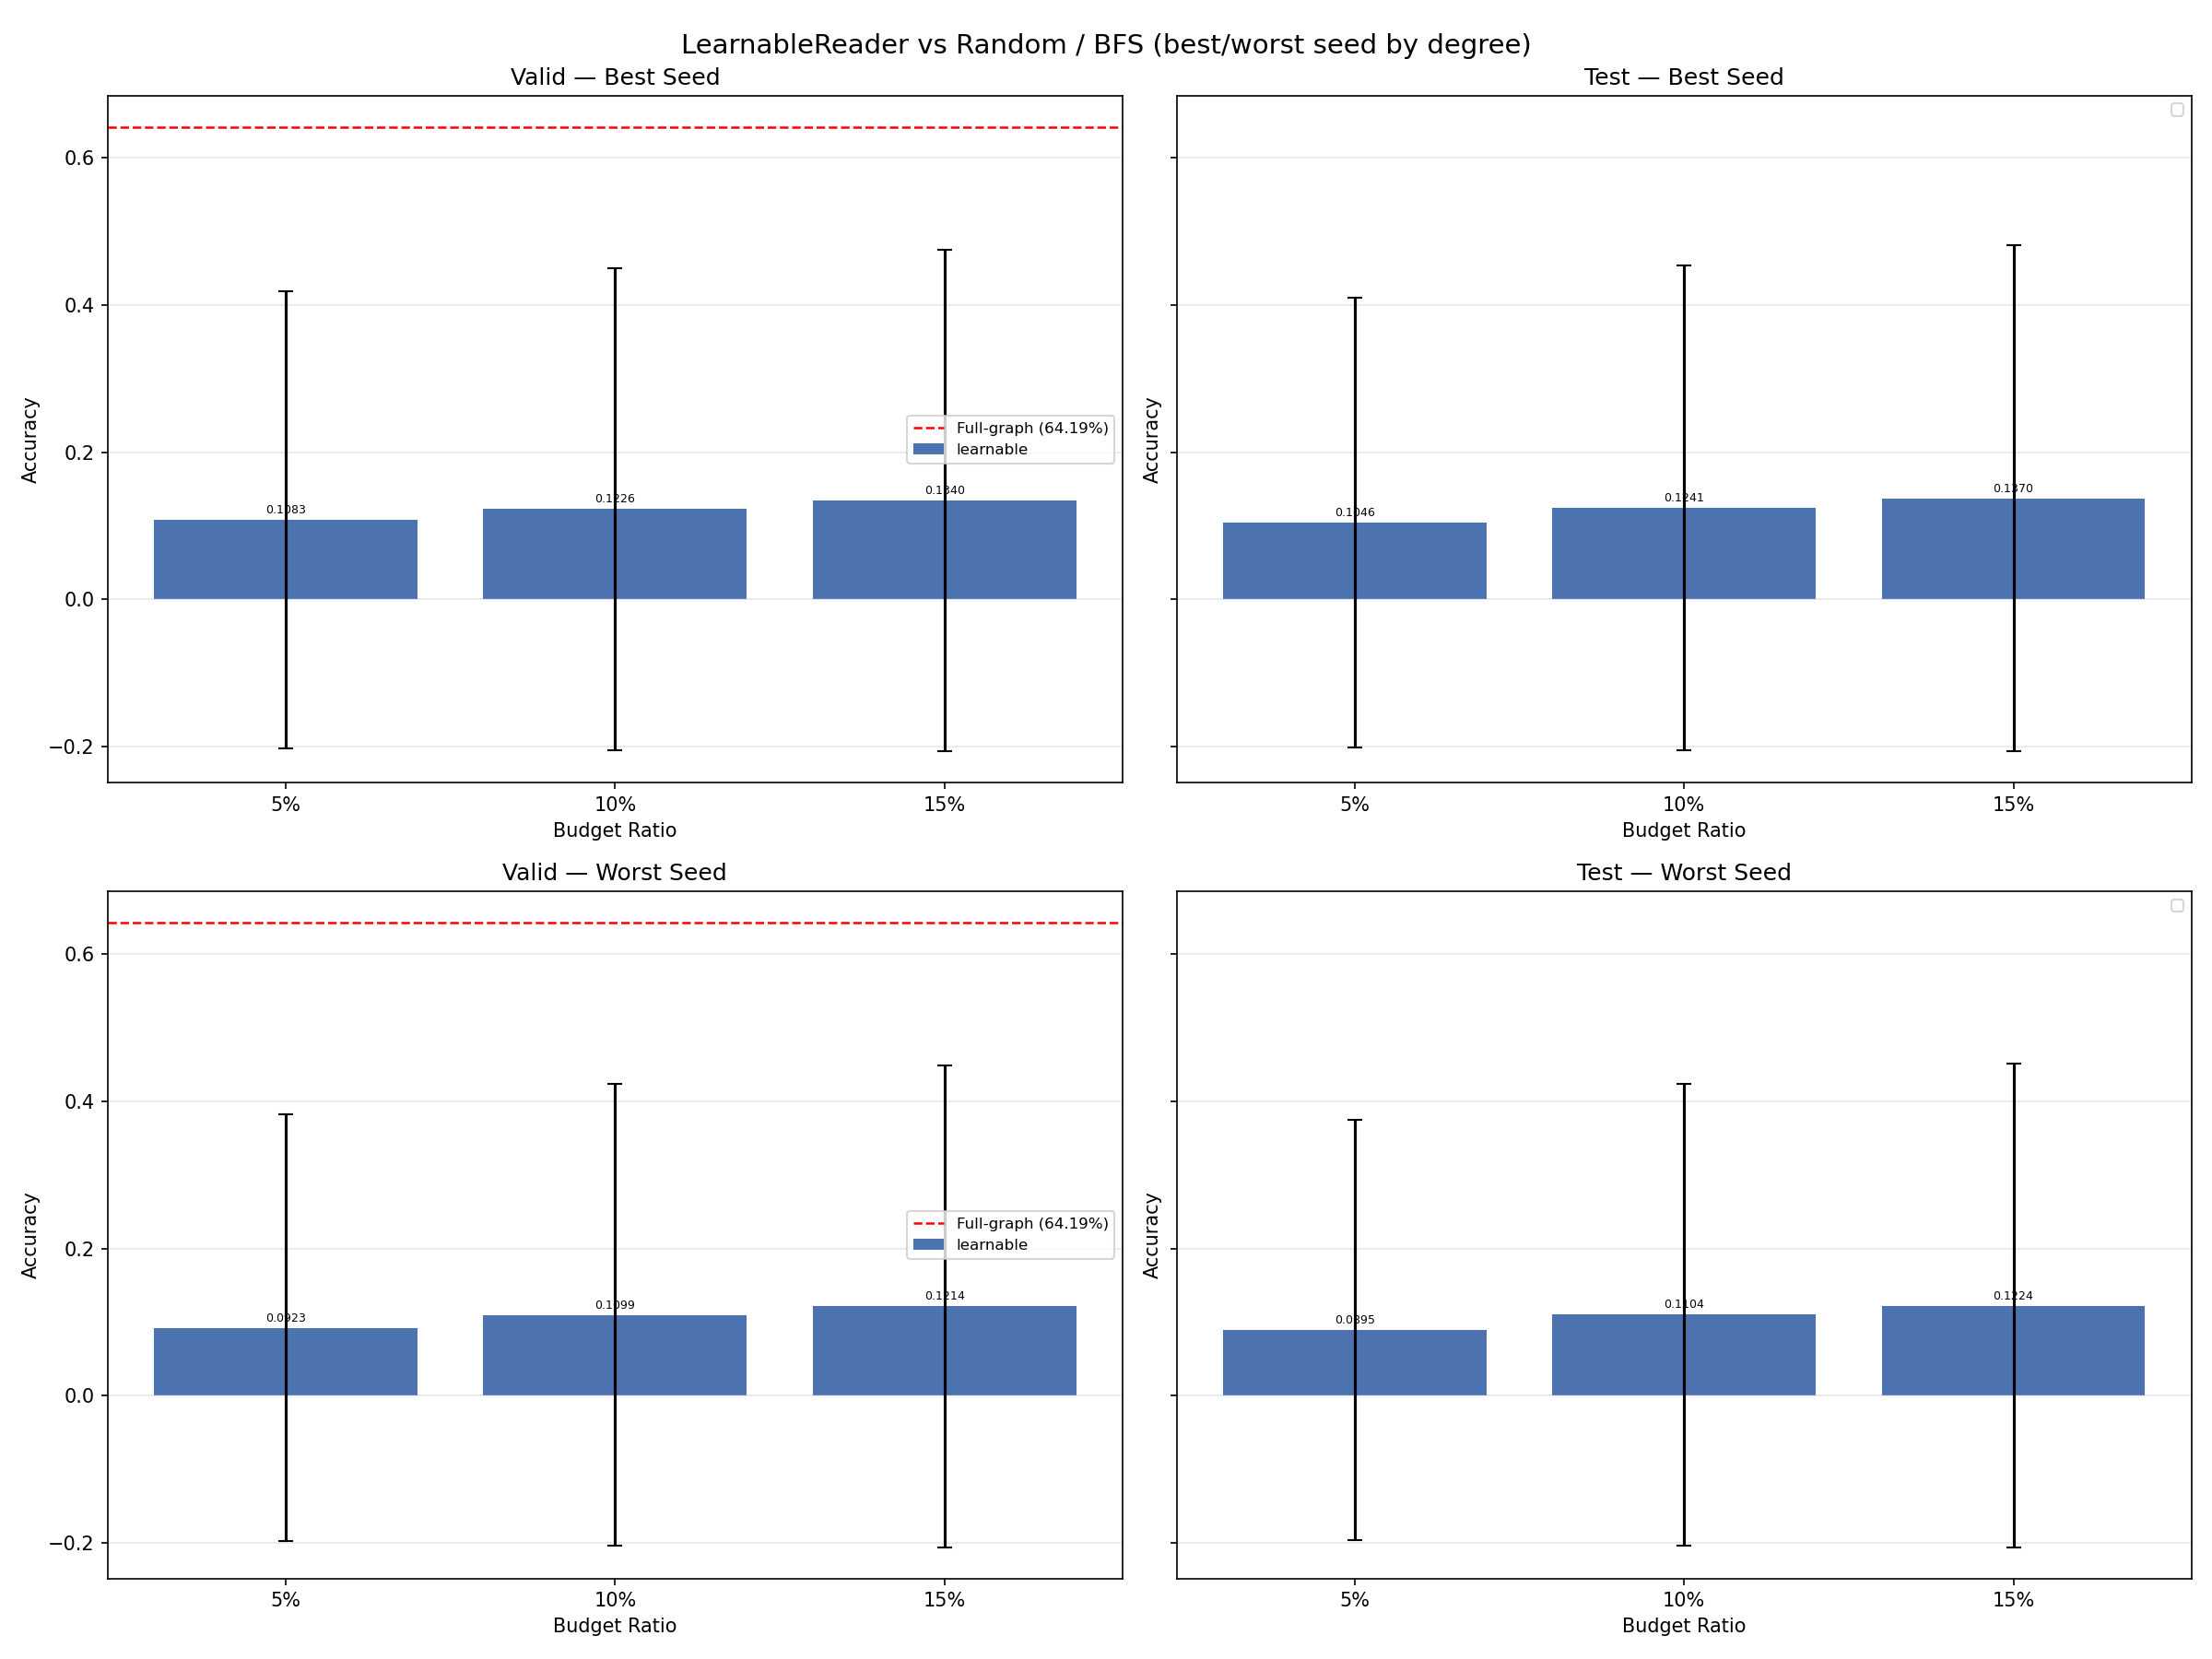 LearnableReader vs Random / BFS (best/worst seed by degree)
Valid — Best Seed
Accuracy
0.6
0.4
0.2
0.0
−0.2
0.1083
0.1226
0.1340
Full-graph (64.19%)
learnable
5%
10%
15%
Budget Ratio
Test — Best Seed
Accuracy
0.1046
0.1241
0.1370
5%
10%
15%
Budget Ratio
Valid — Worst Seed
Accuracy
0.6
0.4
0.2
0.0
−0.2
0.0923
0.1099
0.1214
Full-graph (64.19%)
learnable
5%
10%
15%
Budget Ratio
Test — Worst Seed
Accuracy
0.0895
0.1104
0.1224
5%
10%
15%
Budget Ratio